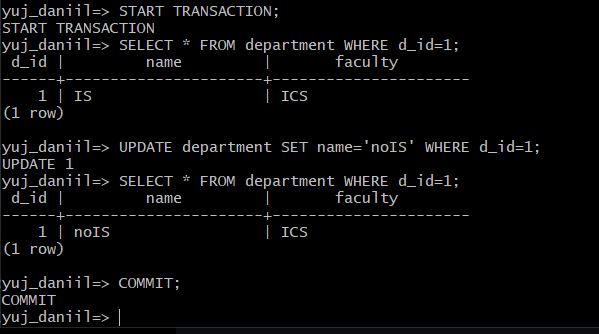 yuj_daniil=> START TRANSACTION;
START TRANSACTION
yuj_daniil=> SELECT * FROM department WHERE d_id=1;
 d_id |         name         |       faculty
------+----------------------+----------------------
    1 | IS                   | ICS
(1 row)

yuj_daniil=> UPDATE department SET name='noIS' WHERE d_id=1;
UPDATE 1
yuj_daniil=> SELECT * FROM department WHERE d_id=1;
 d_id |         name         |       faculty
------+----------------------+----------------------
    1 | noIS                 | ICS
(1 row)

yuj_daniil=> COMMIT;
COMMIT
yuj_daniil=>